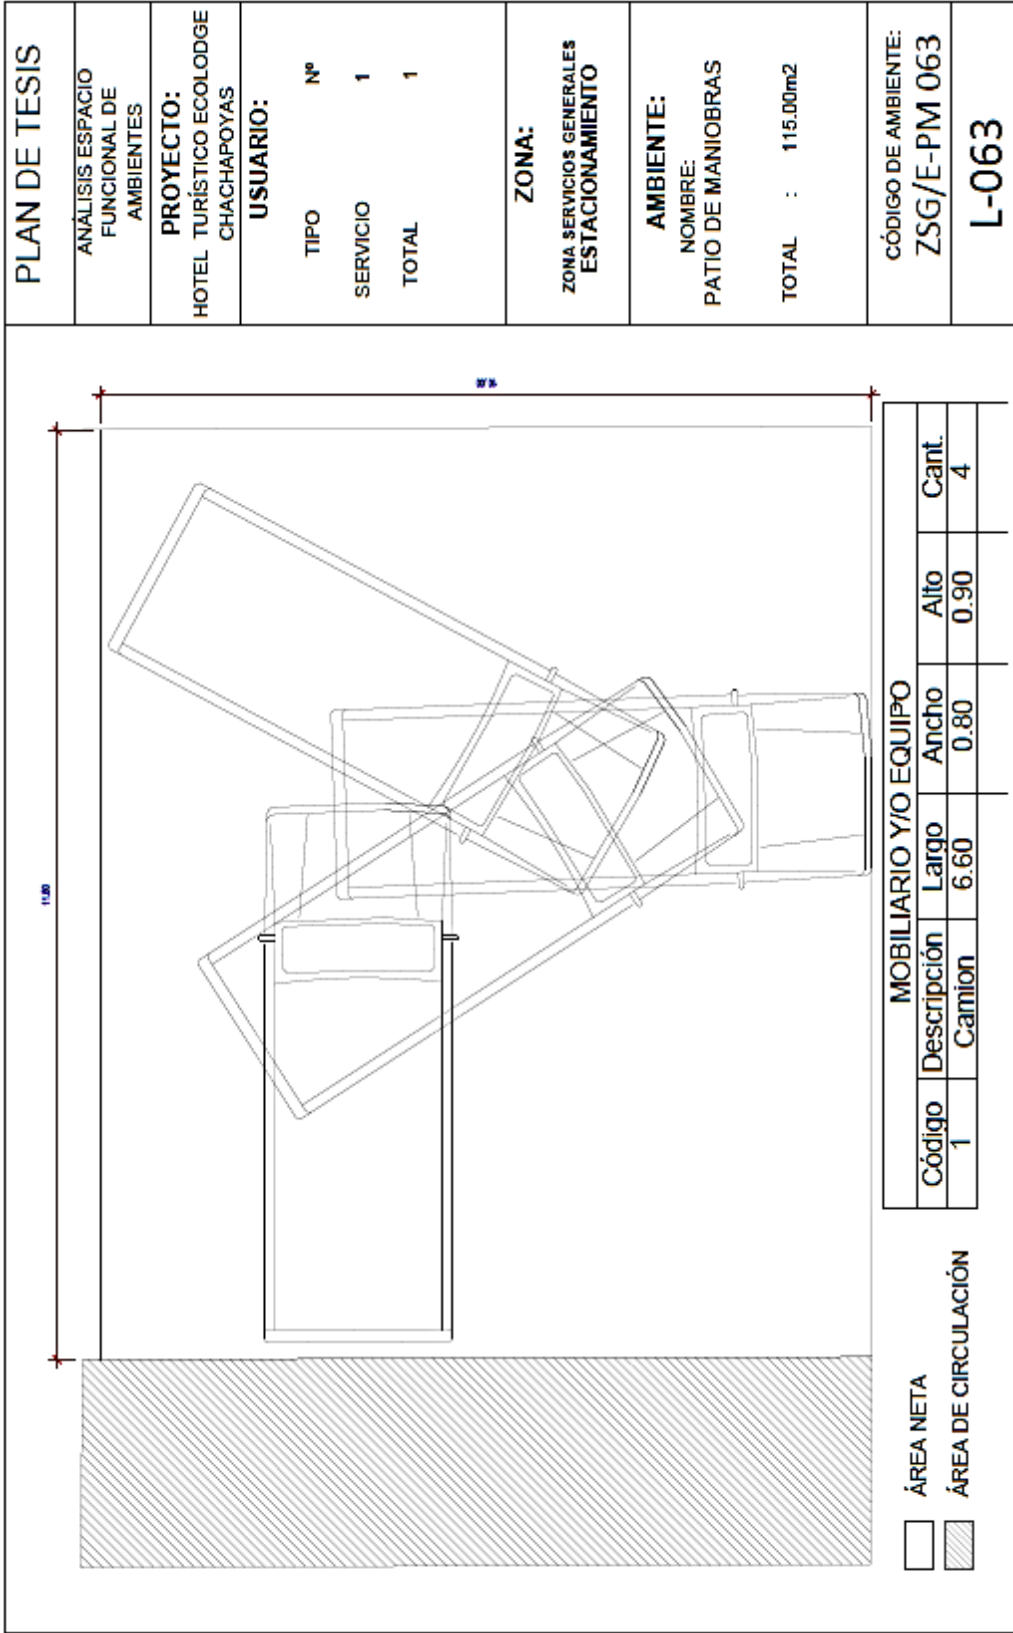 PLAN DE TESIS
ANÁLISIS ESPACIO
FUNCIONAL DE
AMBIENTES
PROYECTO:
HOTEL TURÍSTICO ECOLODGE
CHACHAPOYAS
USUARIO:
TIPO Nº
SERVICIO 1
TOTAL 1
ZONA:
ZONA SERVICIOS GENERALES
ESTACIONAMIENTO
AMBIENTE:
NOMBRE:
PATIO DE MANIOBRAS
TOTAL : 115.00m2
CÓDIGO DE AMBIENTE:
ZSG/E-PM 063
L-063
11.60
MOBILIARIO Y/O EQUIPO
Código Descripción Largo Ancho Alto Cant.
1 Camion 6.60 0.80 0.90 4
ÁREA NETA
ÁREA DE CIRCULACIÓN